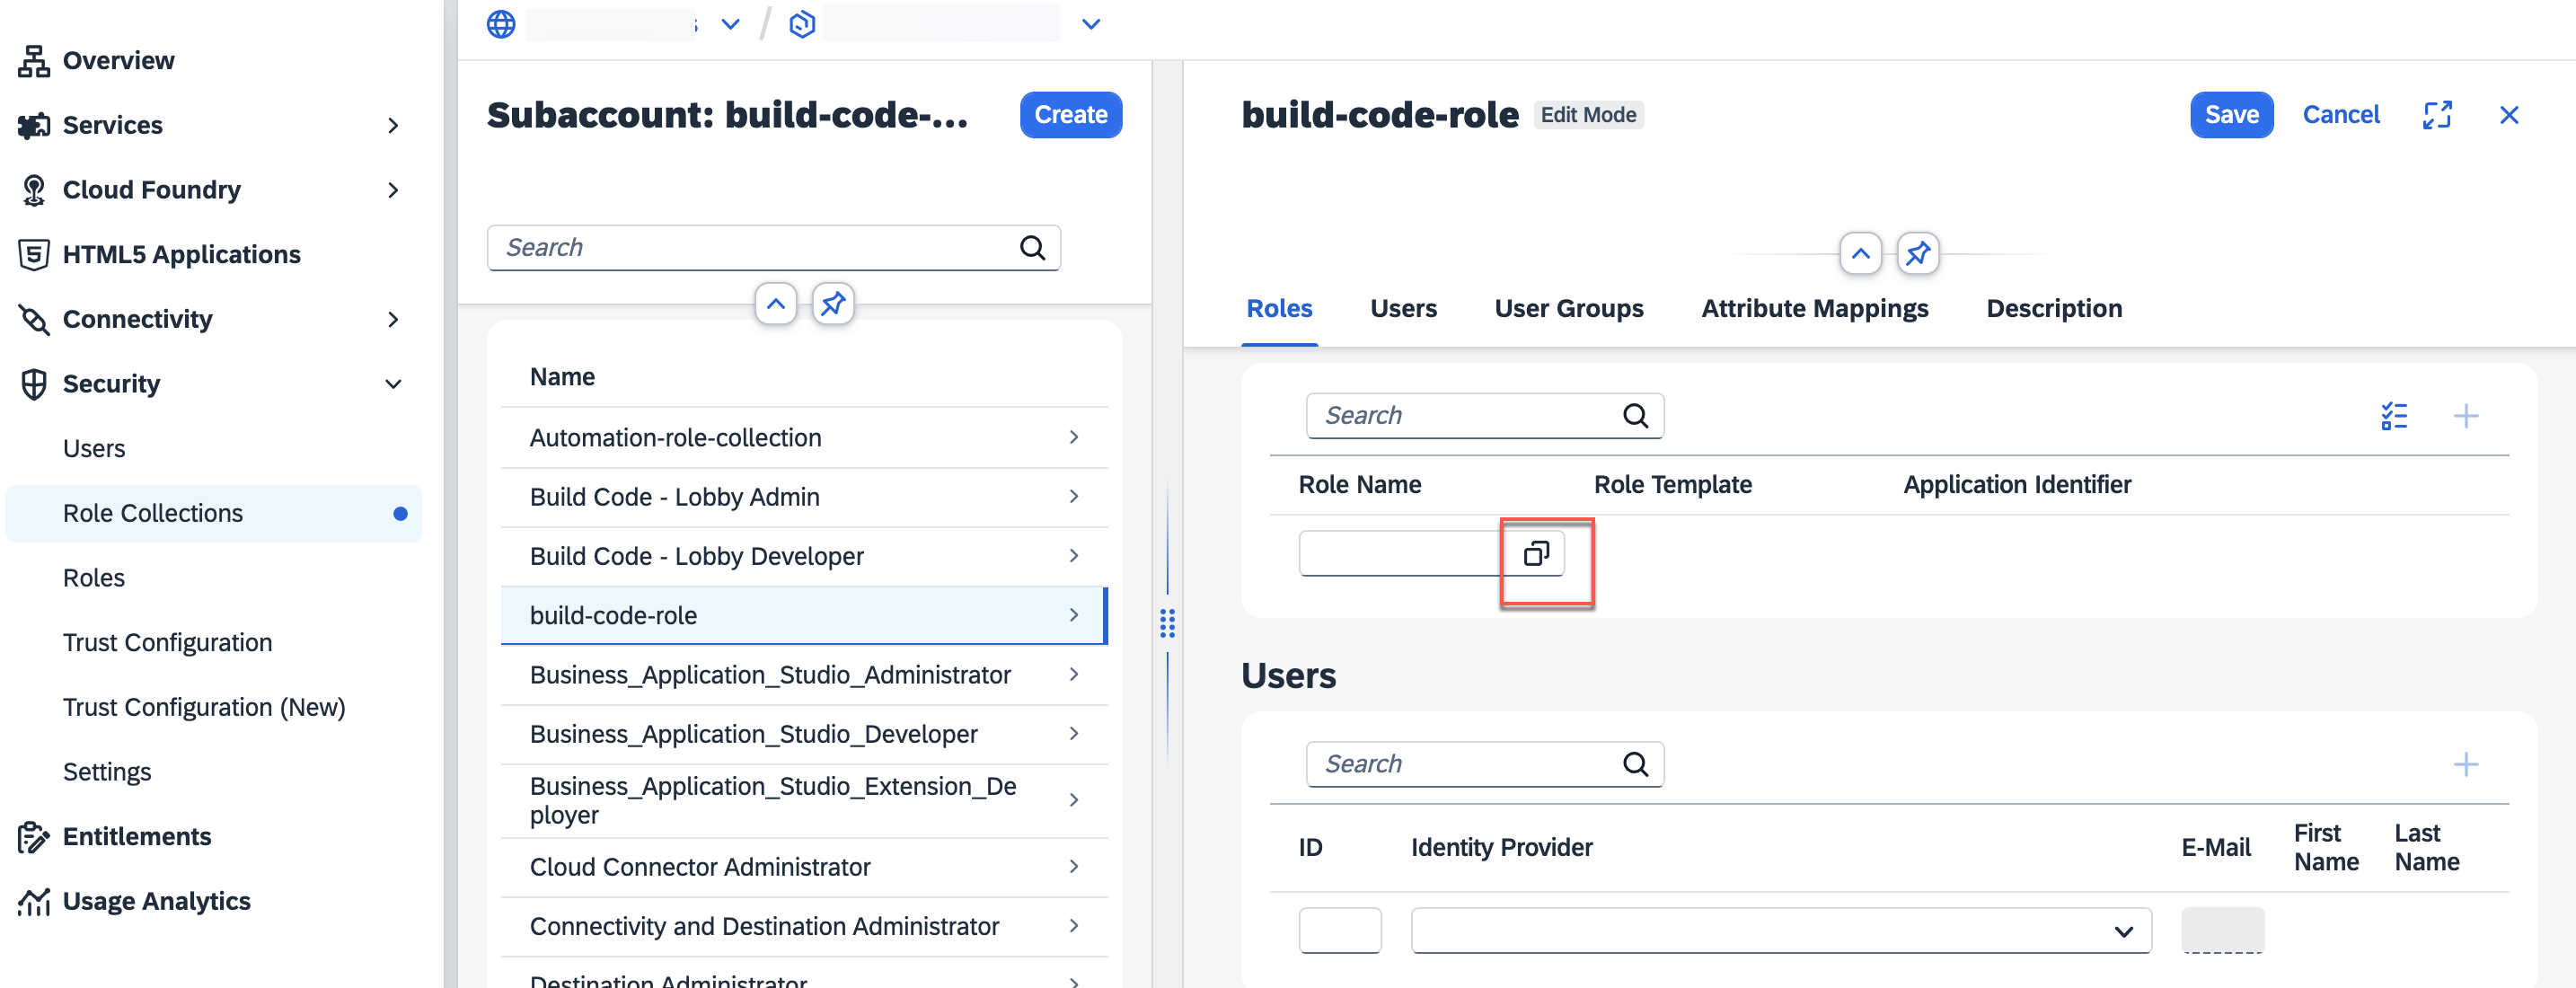 Overview
Services
Cloud Foundry
HTML5 Applications
Connectivity
Security
Users
Role Collections
Roles
Trust Configuration
Trust Configuration (New)
Settings
Entitlements
Usage Analytics
Subaccount: build-code-...
Create
Search
Name
Automation-role-collection
Build Code - Lobby Admin
Build Code - Lobby Developer
build-code-role
Business_Application_Studio_Administrator
Business_Application_Studio_Developer
Business_Application_Studio_Extension_De
ployer
Cloud Connector Administrator
Connectivity and Destination Administrator
Destination Administrator
build-code-role Edit Mode
Save Cancel
Roles Users User Groups Attribute Mappings Description
Search
Role Name Role Template Application Identifier
Users
Search
ID Identity Provider E-Mail First Name Last Name